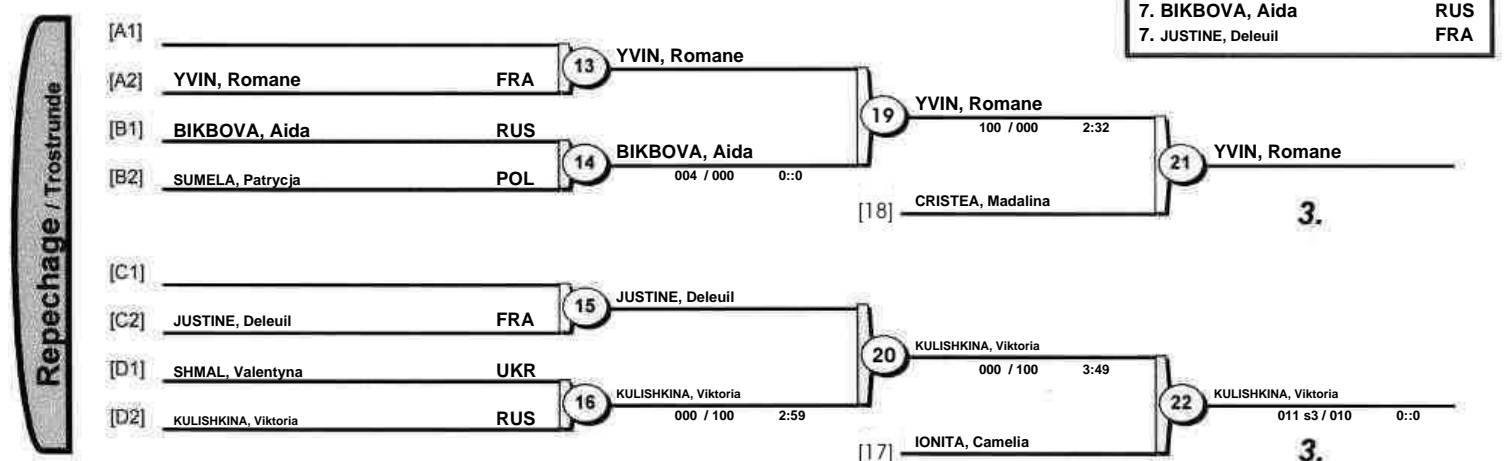 7. BIKBOVA, Aida RUS
7. JUSTINE, Deleuil FRA
Repechage / Trostrunde
[A1]
[A2] YVIN, Romane FRA
13 YVIN, Romane
[B1] BIKBOVA, Aida RUS
[B2] SUMELA, Patrycja POL
14 BIKBOVA, Aida
004 / 000 0::0
19 YVIN, Romane
100 / 000 2:32
[18] CRISTEA, Madalina
21 YVIN, Romane
3.
[C1]
[C2] JUSTINE, Deleuil FRA
15 JUSTINE, Deleuil
[D1] SHMAL, Valentyna UKR
[D2] KULISHKINA, Viktoria RUS
16 KULISHKINA, Viktoria
000 / 100 2:59
20 KULISHKINA, Viktoria
000 / 100 3:49
[17] IONITA, Camelia
22 KULISHKINA, Viktoria
011 s3 / 010 0::0
3.